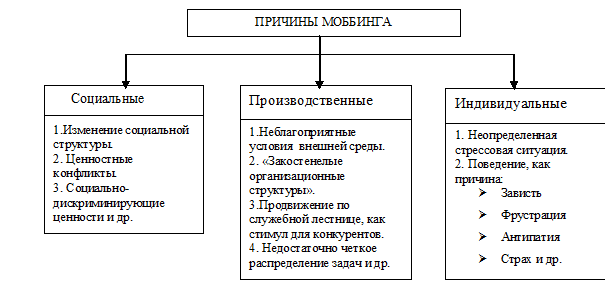 ПРИЧИНЫ МОББИНГА
Социальные
1.Изменение социальной
структуры.
2. Ценностные
конфликты.
3. Социально-
дискриминирующие
ценности и др.
Производственные
1.Неблагоприятные
условия внешней среды.
2. «Закостенелые
организационные
структуры».
3.Продвижение по
служебной лестнице, как
стимул для конкурентов.
4. Недостаточно четкое
распределение задач и др.
Индивидуальные
1. Неопределенная
стрессовая ситуация.
2. Поведение, как
причина:
➢ Зависть
➢ Фрустрация
➢ Антипатия
➢ Страх и др.